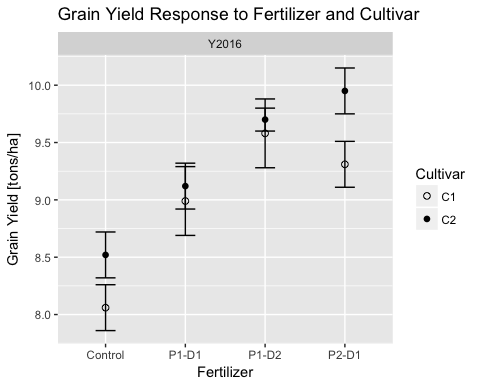 Grain Yield Response to Fertilizer and Cultivar
Y2016
Grain Yield [tons/ha]
10.0
9.5
9.0
8.5
8.0
Control
P1-D1
P1-D2
P2-D1
Fertilizer
Cultivar
C1
C2